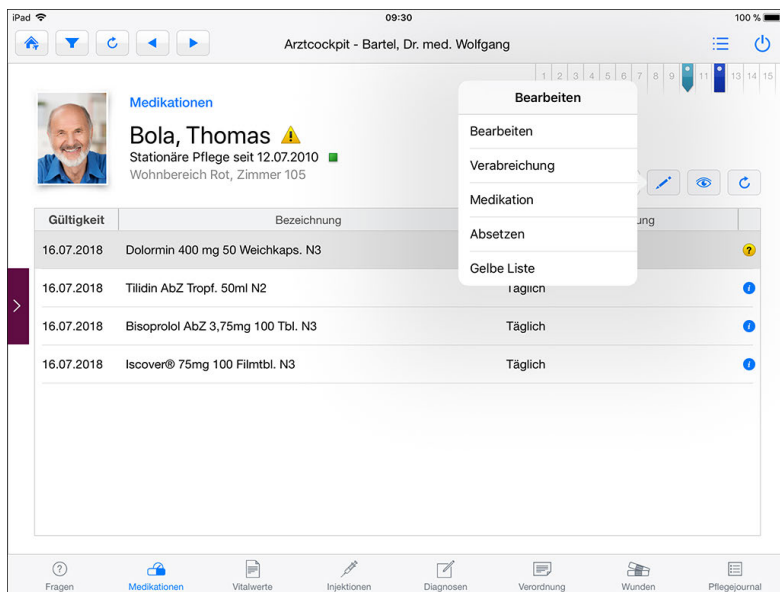 iPad 09:30 100 %
Arztcockpit - Bartel, Dr. med. Wolfgang
1 2 3 4 5 6 7 8 9 11 13 14 15
Medikationen
Bola, Thomas
Stationäre Pflege seit 12.07.2010
Wohnbereich Rot, Zimmer 105
Bearbeiten
Bearbeiten
Verabreichung
Medikation
Absetzen
Gelbe Liste
Gültigkeit Bezeichnung ung
16.07.2018 Dolormin 400 mg 50 Weichkaps. N3 ?
16.07.2018 Tilidin AbZ Tropf. 50ml N2 Täglich i
16.07.2018 Bisoprolol AbZ 3,75mg 100 Tbl. N3 Täglich i
16.07.2018 Iscover® 75mg 100 Filmtbl. N3 Täglich i
Fragen Medikationen Vitalwerte Injektionen Diagnosen Verordnung Wunden Pflegejournal